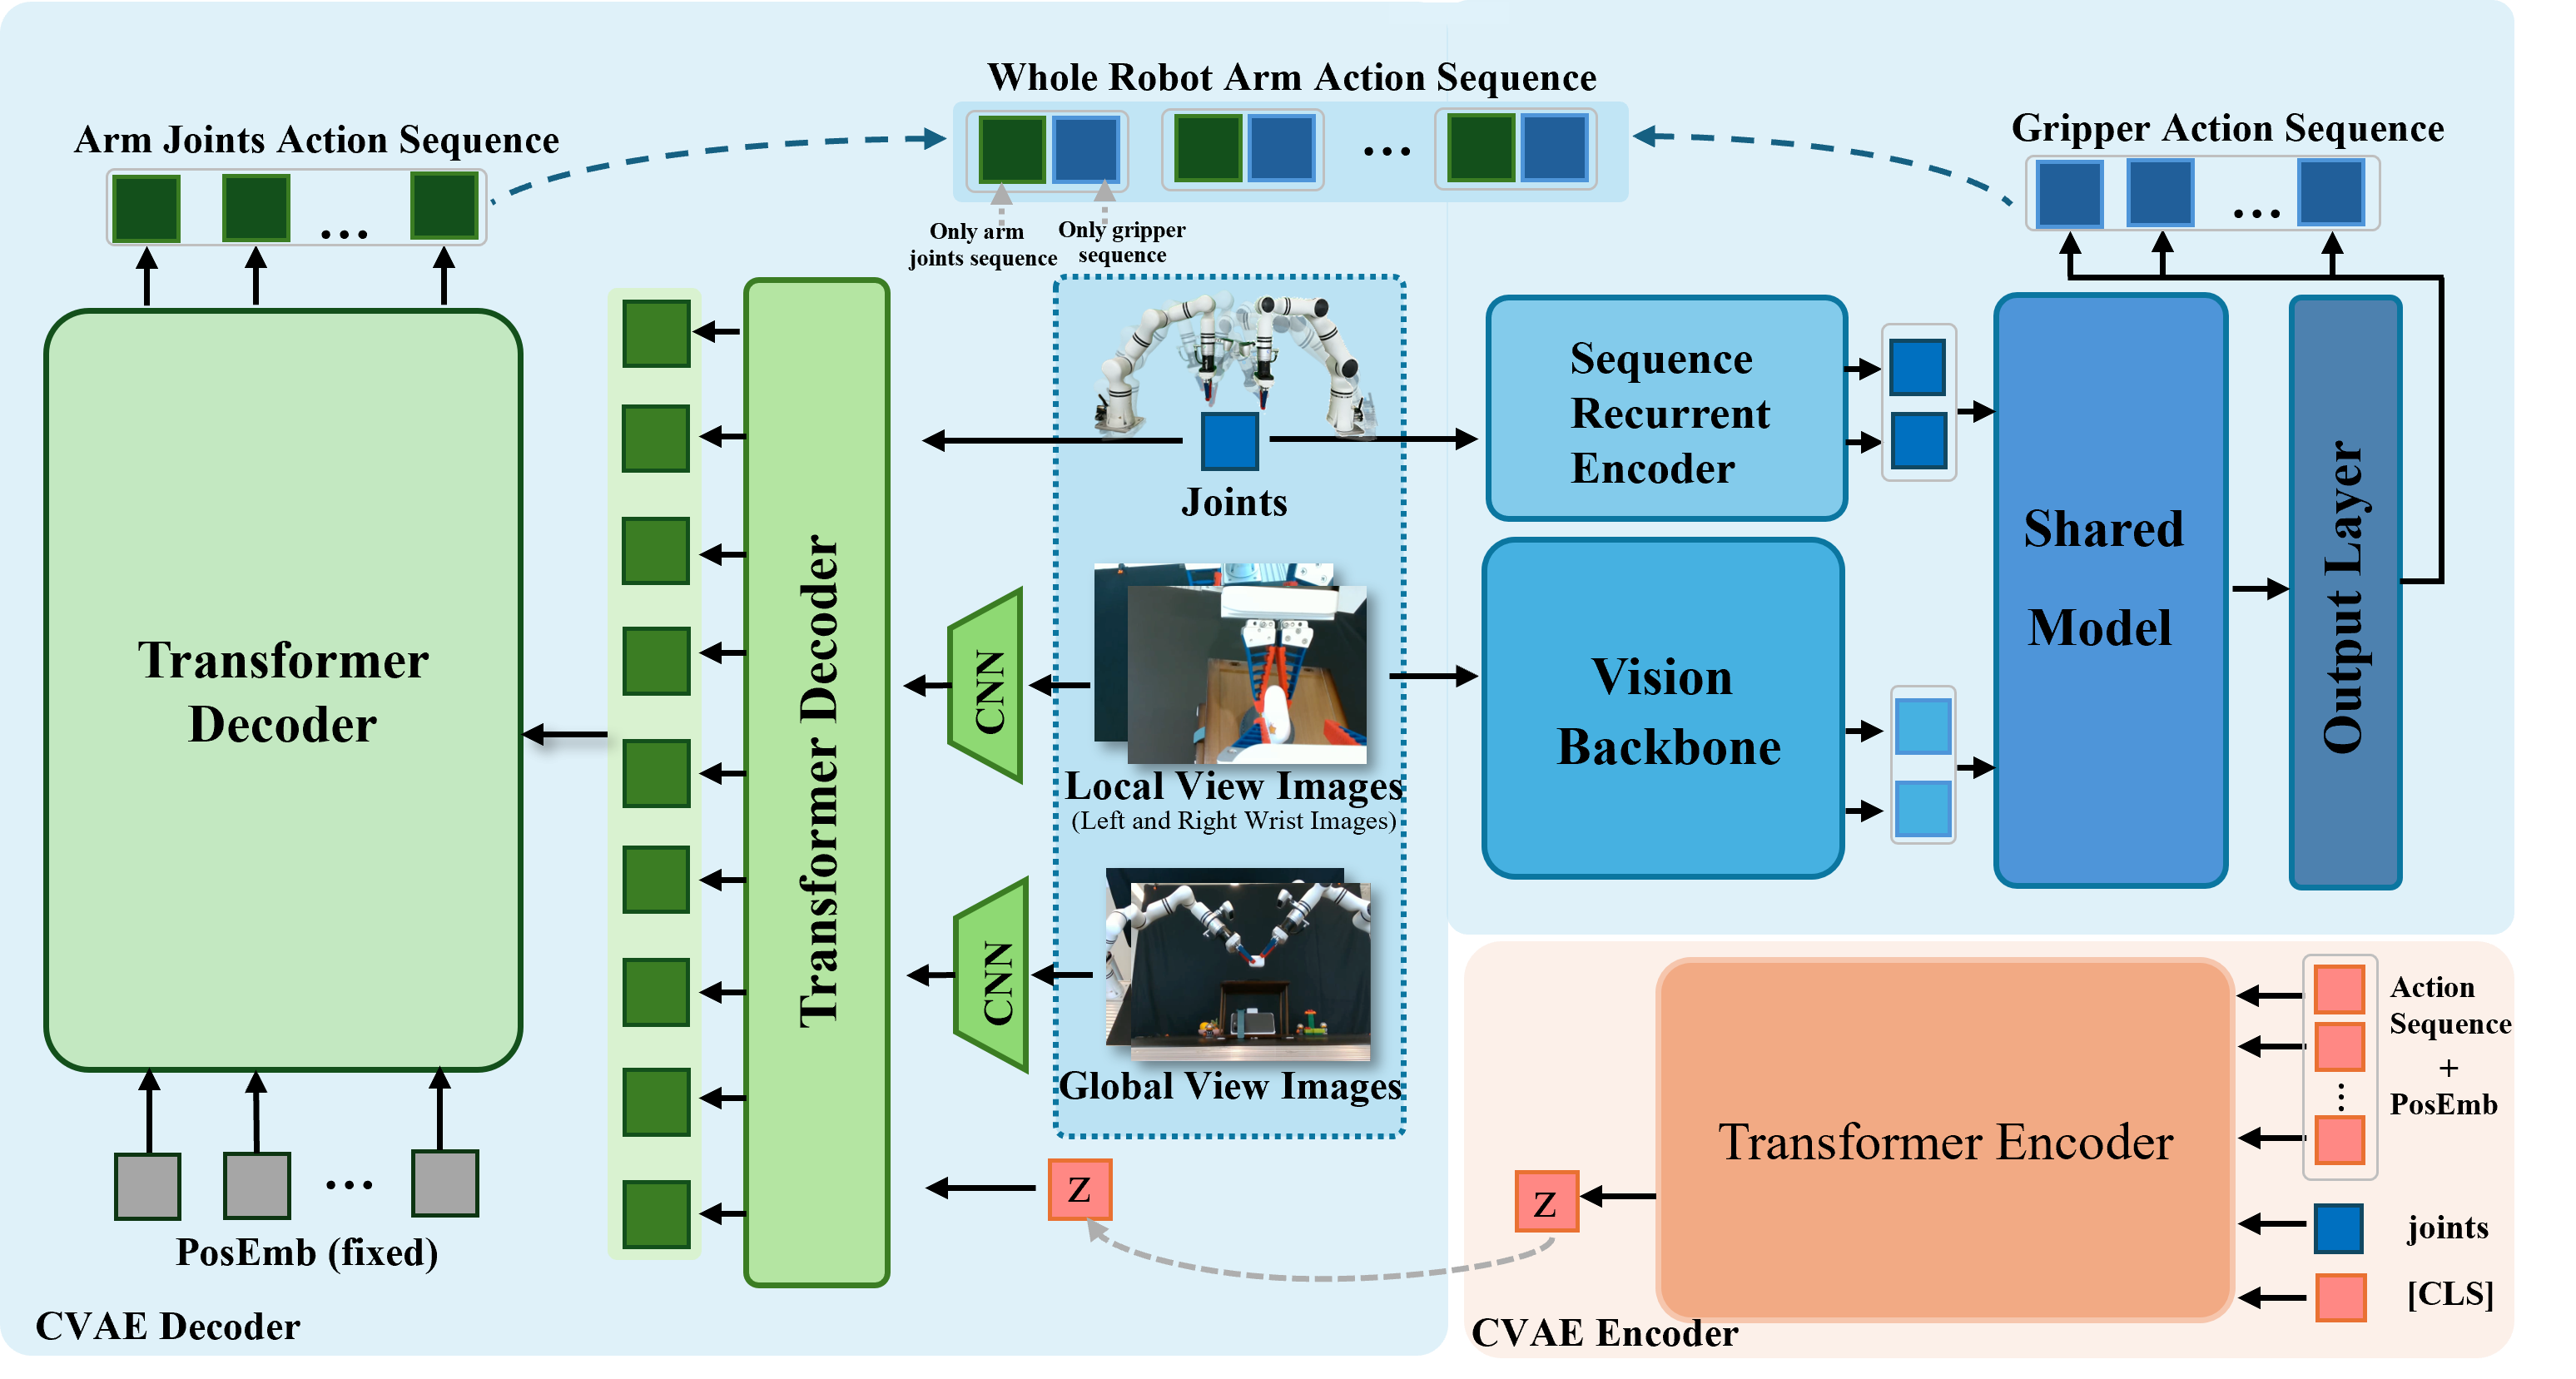 Whole Robot Arm Action Sequence
Arm Joints Action Sequence
...
Gripper Action Sequence
...
...
Only arm
joints sequence
Only gripper
sequence
Transformer
Decoder
Transformer Decoder
Joints
CNN
Local View Images
(Left and Right Wrist Images)
CNN
Global View Images
z
Sequence
Recurrent
Encoder
Vision
Backbone
Shared
Model
Output Layer
...
PosEmb (fixed)
CVAE Decoder
z
Transformer Encoder
Action
Sequence
+
PosEmb
...
joints
[CLS]
CVAE Encoder